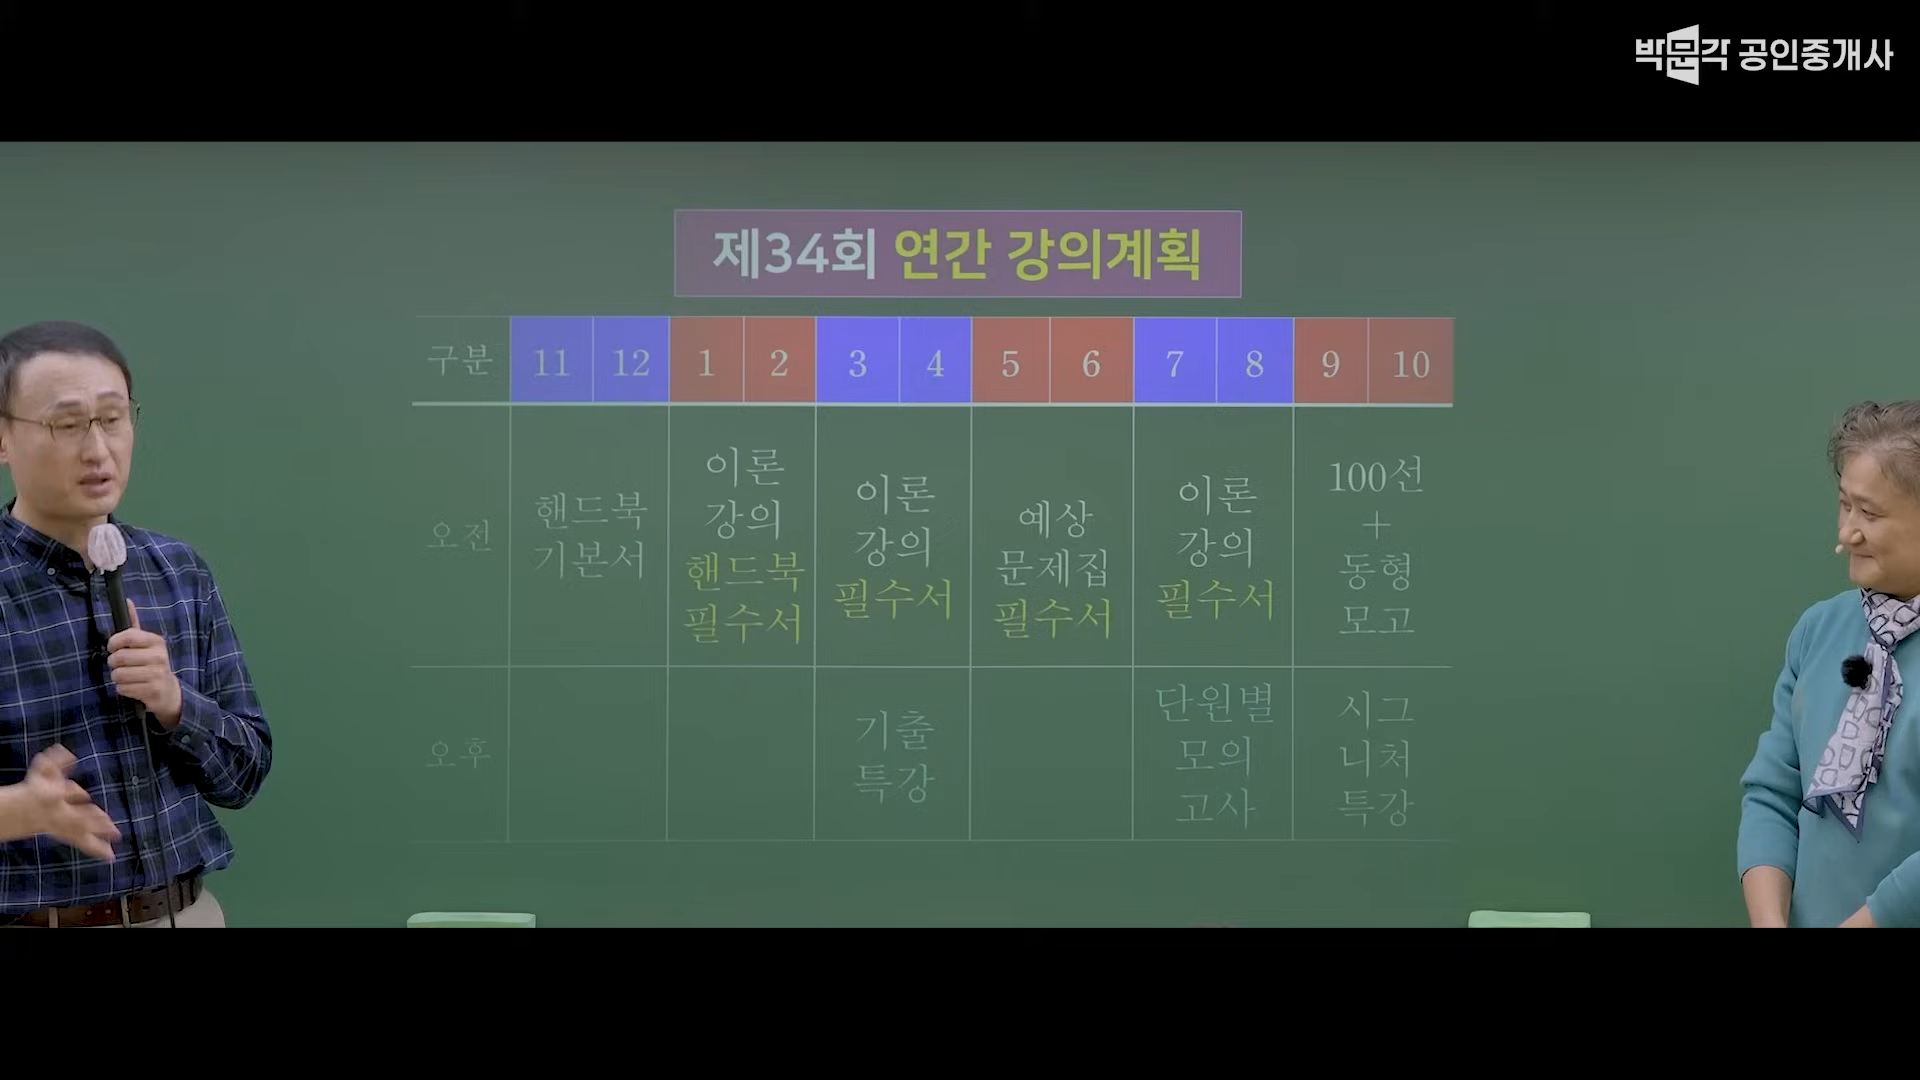 박문각 공인중개사
제34회 연간 강의계획
구분 11 12 1 2 3 4 5 6 7 8 9 10
오전
핸드북
기본서
이론
강의
핸드북
필수서
이론
강의
필수서
예상
문제집
필수서
이론
강의
필수서
100선
+
동형
모고
오후
기출
특강
단원별
모의
고사
시그
니처
특강